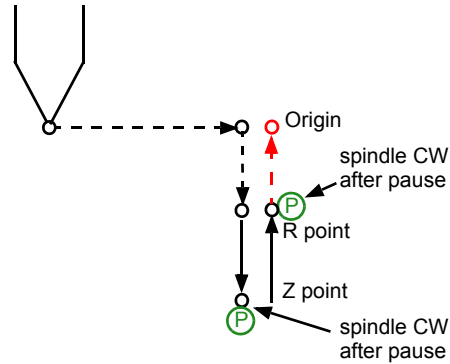 Origin
spindle CW
after pause
P
R point
Z point
P
spindle CW
after pause